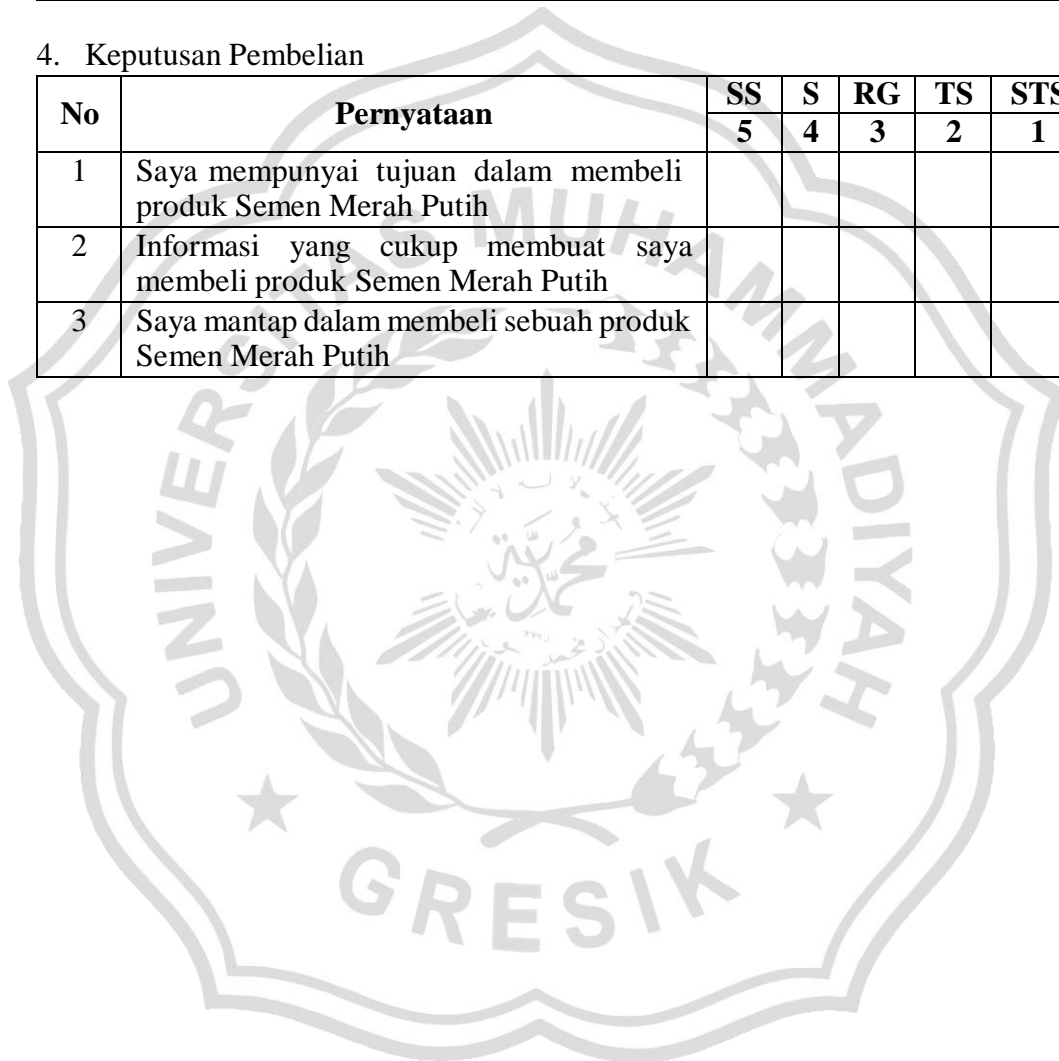 4. Keputusan Pembelian
No Pernyataan SS S RG TS STS
5 4 3 2 1
1 Saya mempunyai tujuan dalam membeli
produk Semen Merah Putih
2 Informasi yang cukup membuat saya
membeli produk Semen Merah Putih
3 Saya mantap dalam membeli sebuah produk
Semen Merah Putih
UNIVERSITAS MUHAMMADIYAH
GRESIK